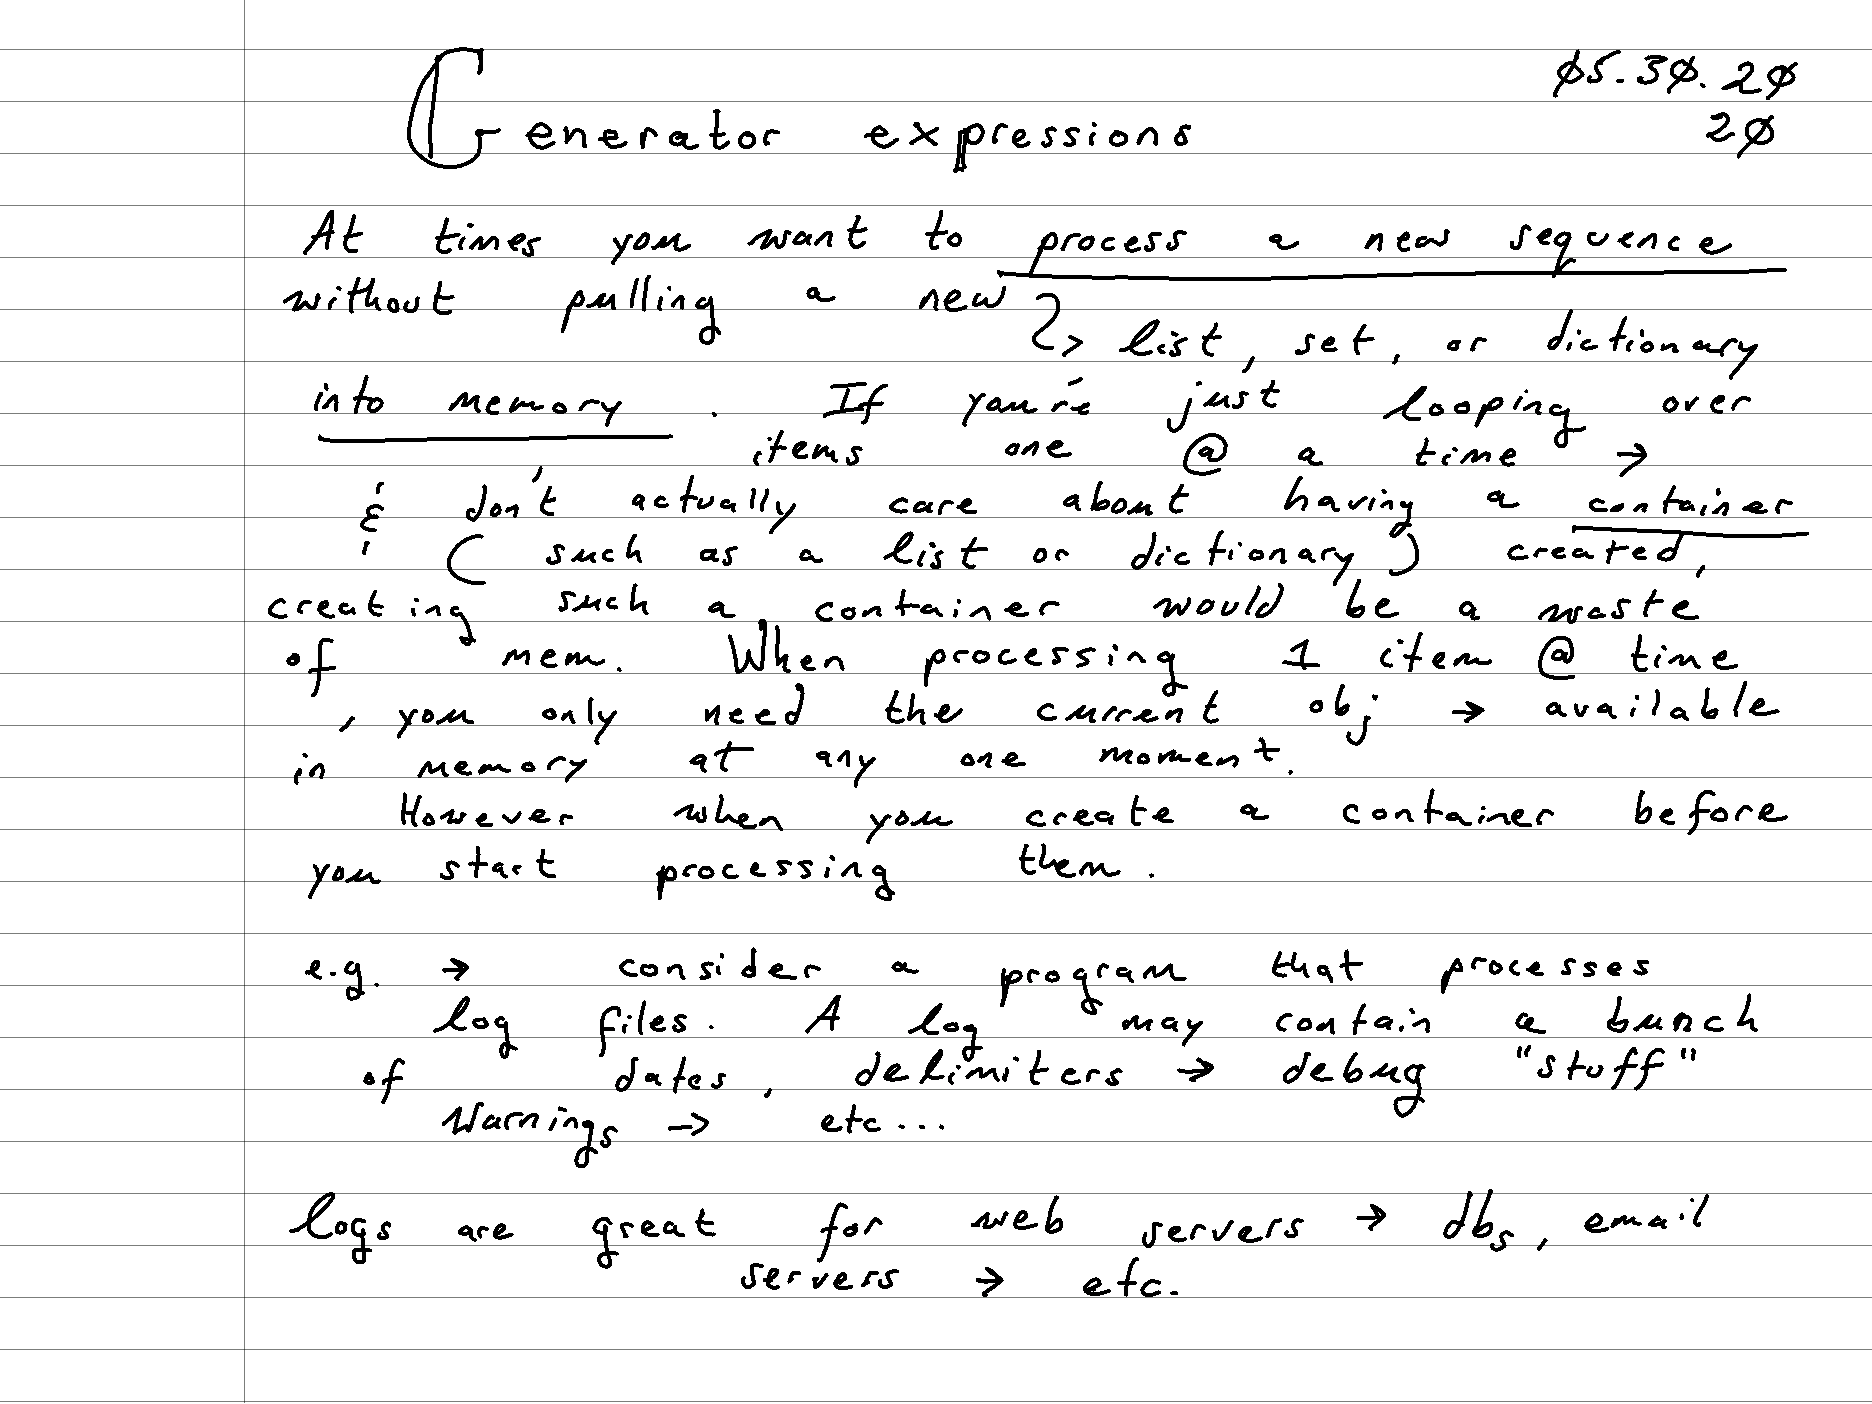 Generator expressions
05.30.20
20
At times you want to process a new sequence
without pulling a new
→ list, set, or dictionary
into memory. If you're just looping over
items one @ a time →
& don't actually care about having a container
(such as a list or dictionary) created,
creating such a container would be a waste
of mem. When processing 1 item @ time
, you only need the current obj → available
in memory at any one moment.
However when you create a container before
you start processing them.
e.g. → consider a program that processes
log files. A log may contain a bunch
of dates, delimiters → debug "stuff"
Warnings → etc...
logs are great for web servers → dbs, email
servers → etc.